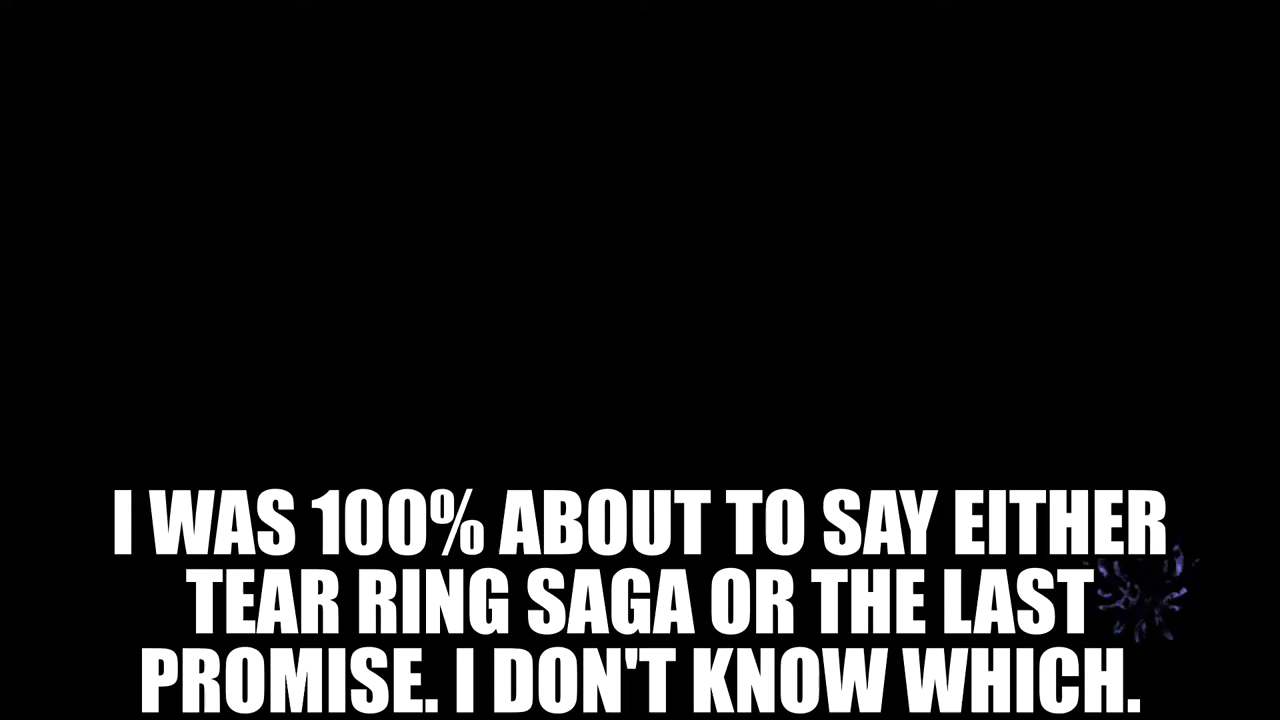 I WAS 100% ABOUT TO SAY EITHER
TEAR RING SAGA OR THE LAST
PROMISE. I DON'T KNOW WHICH.